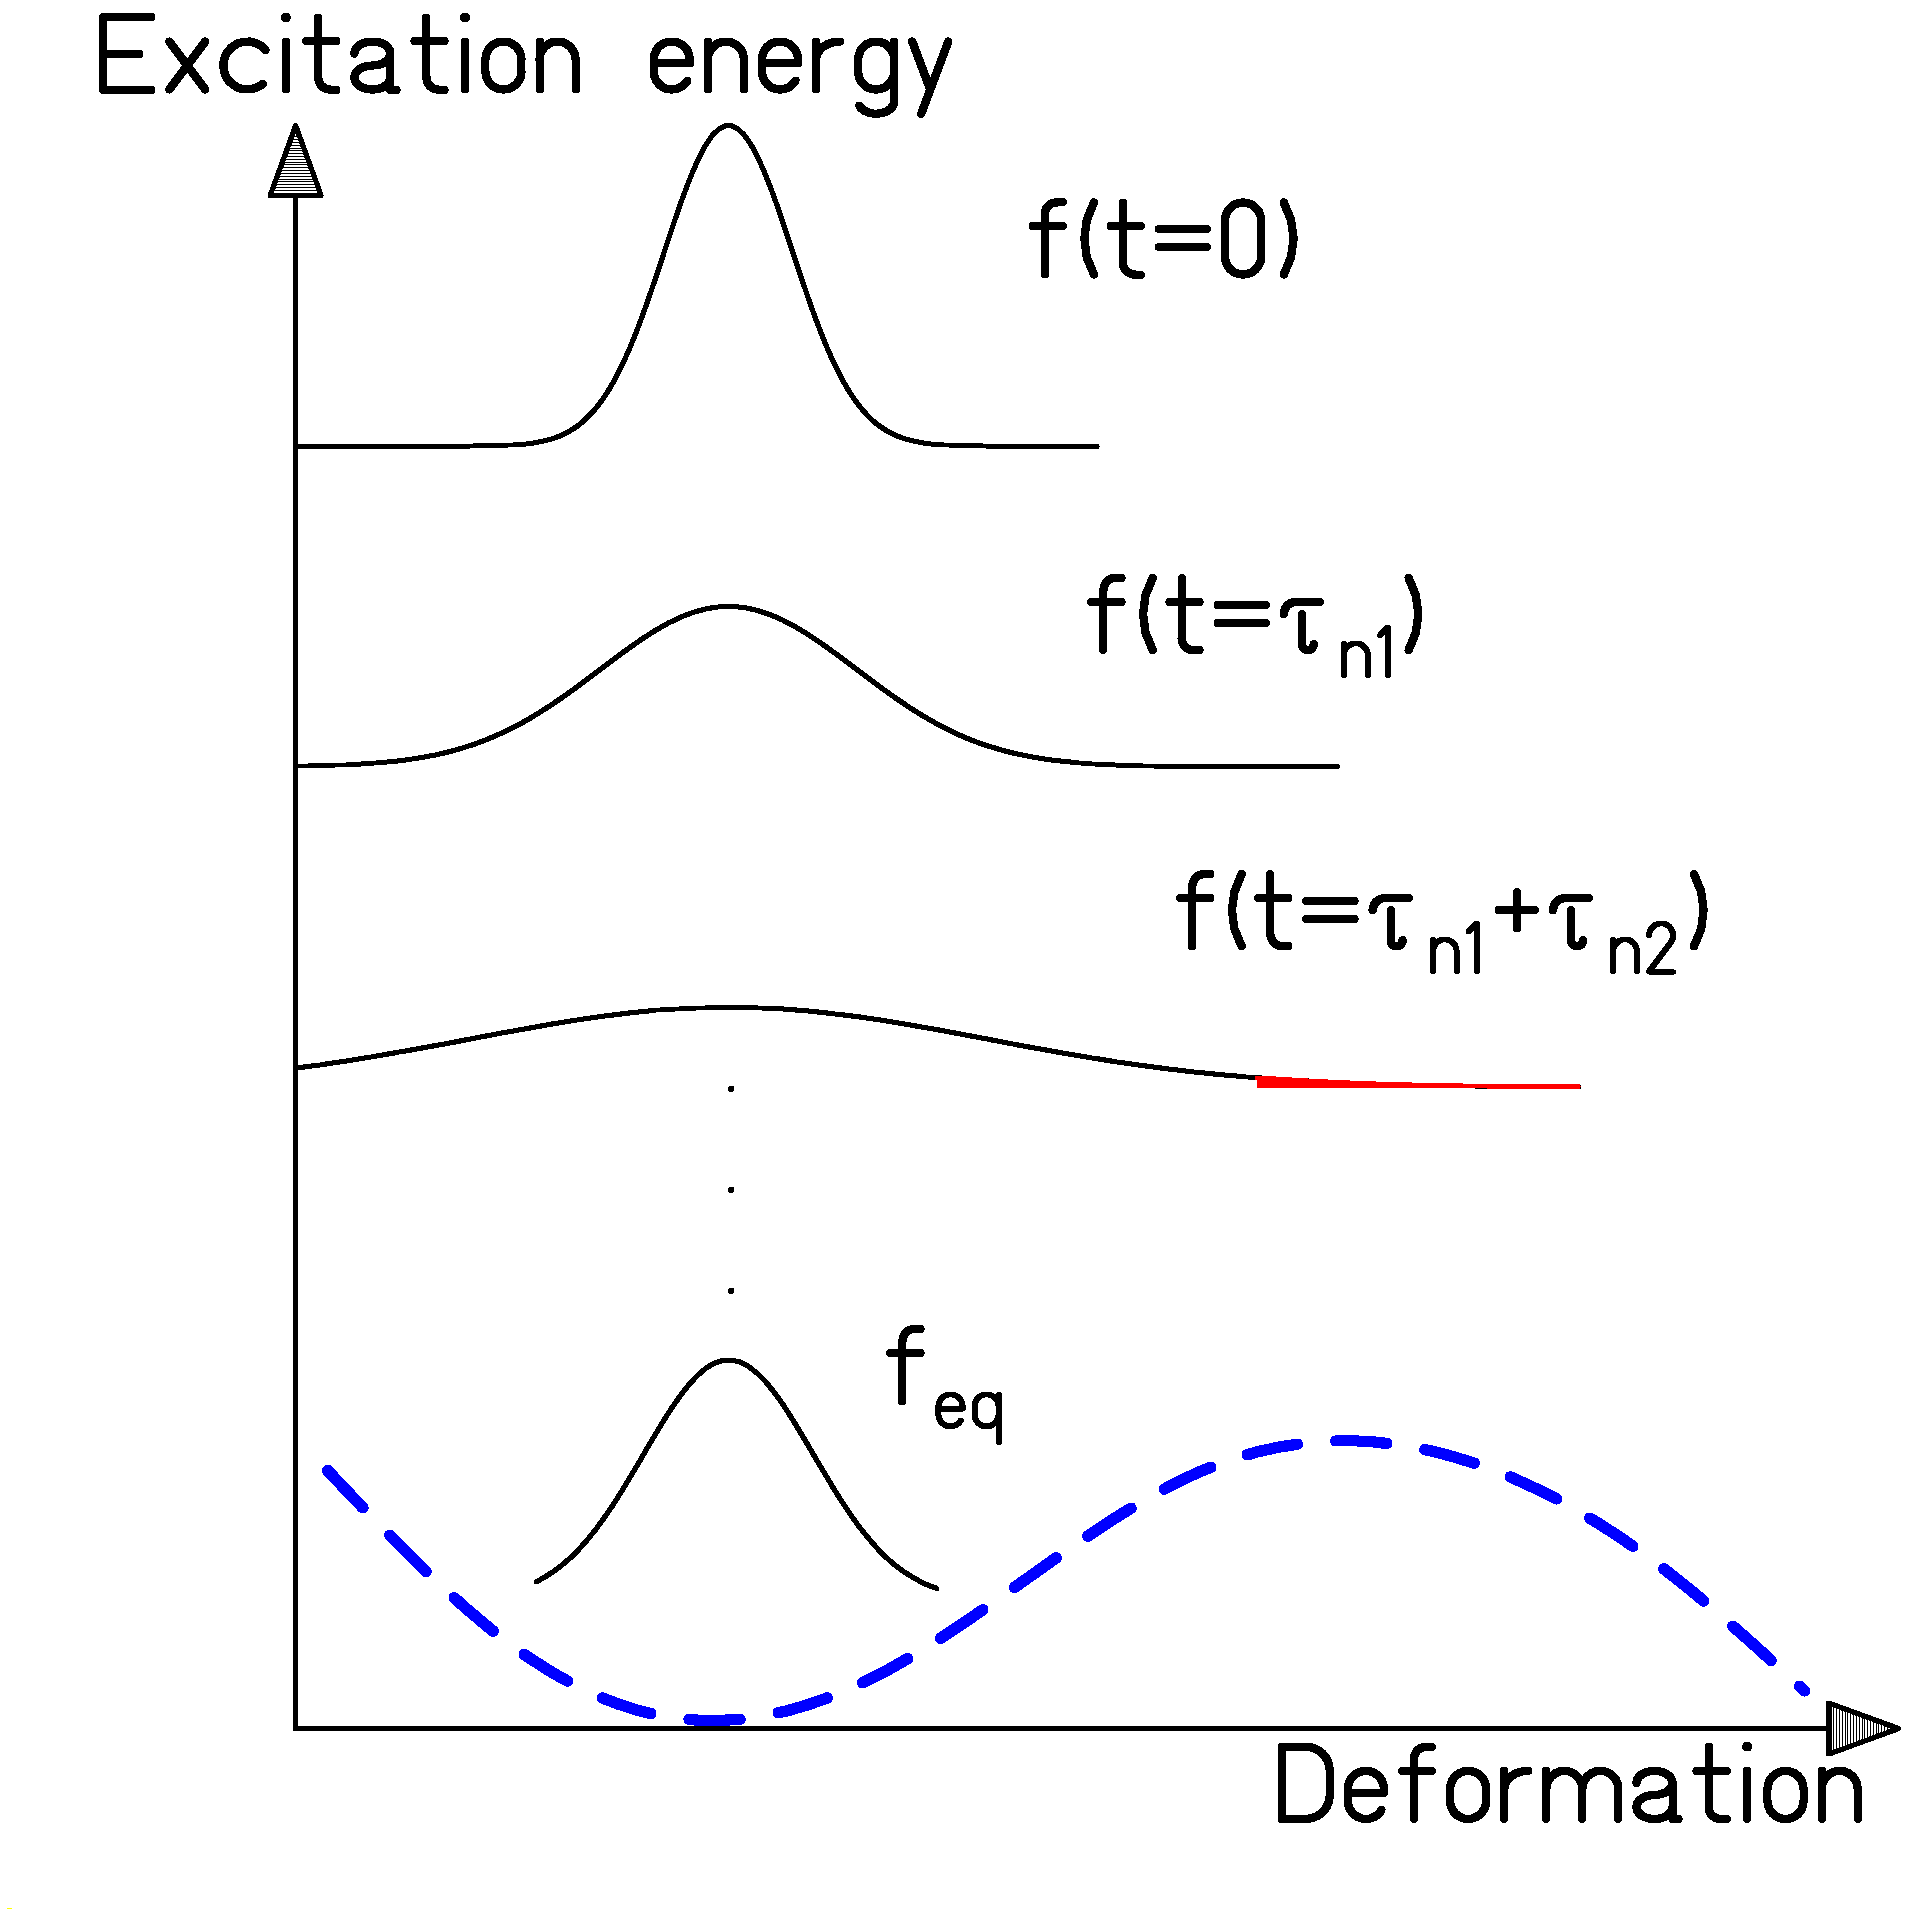 Excitation energy
f(t=0)
f(t=τn1)
f(t=τn1+τn2)
feq
Deformation